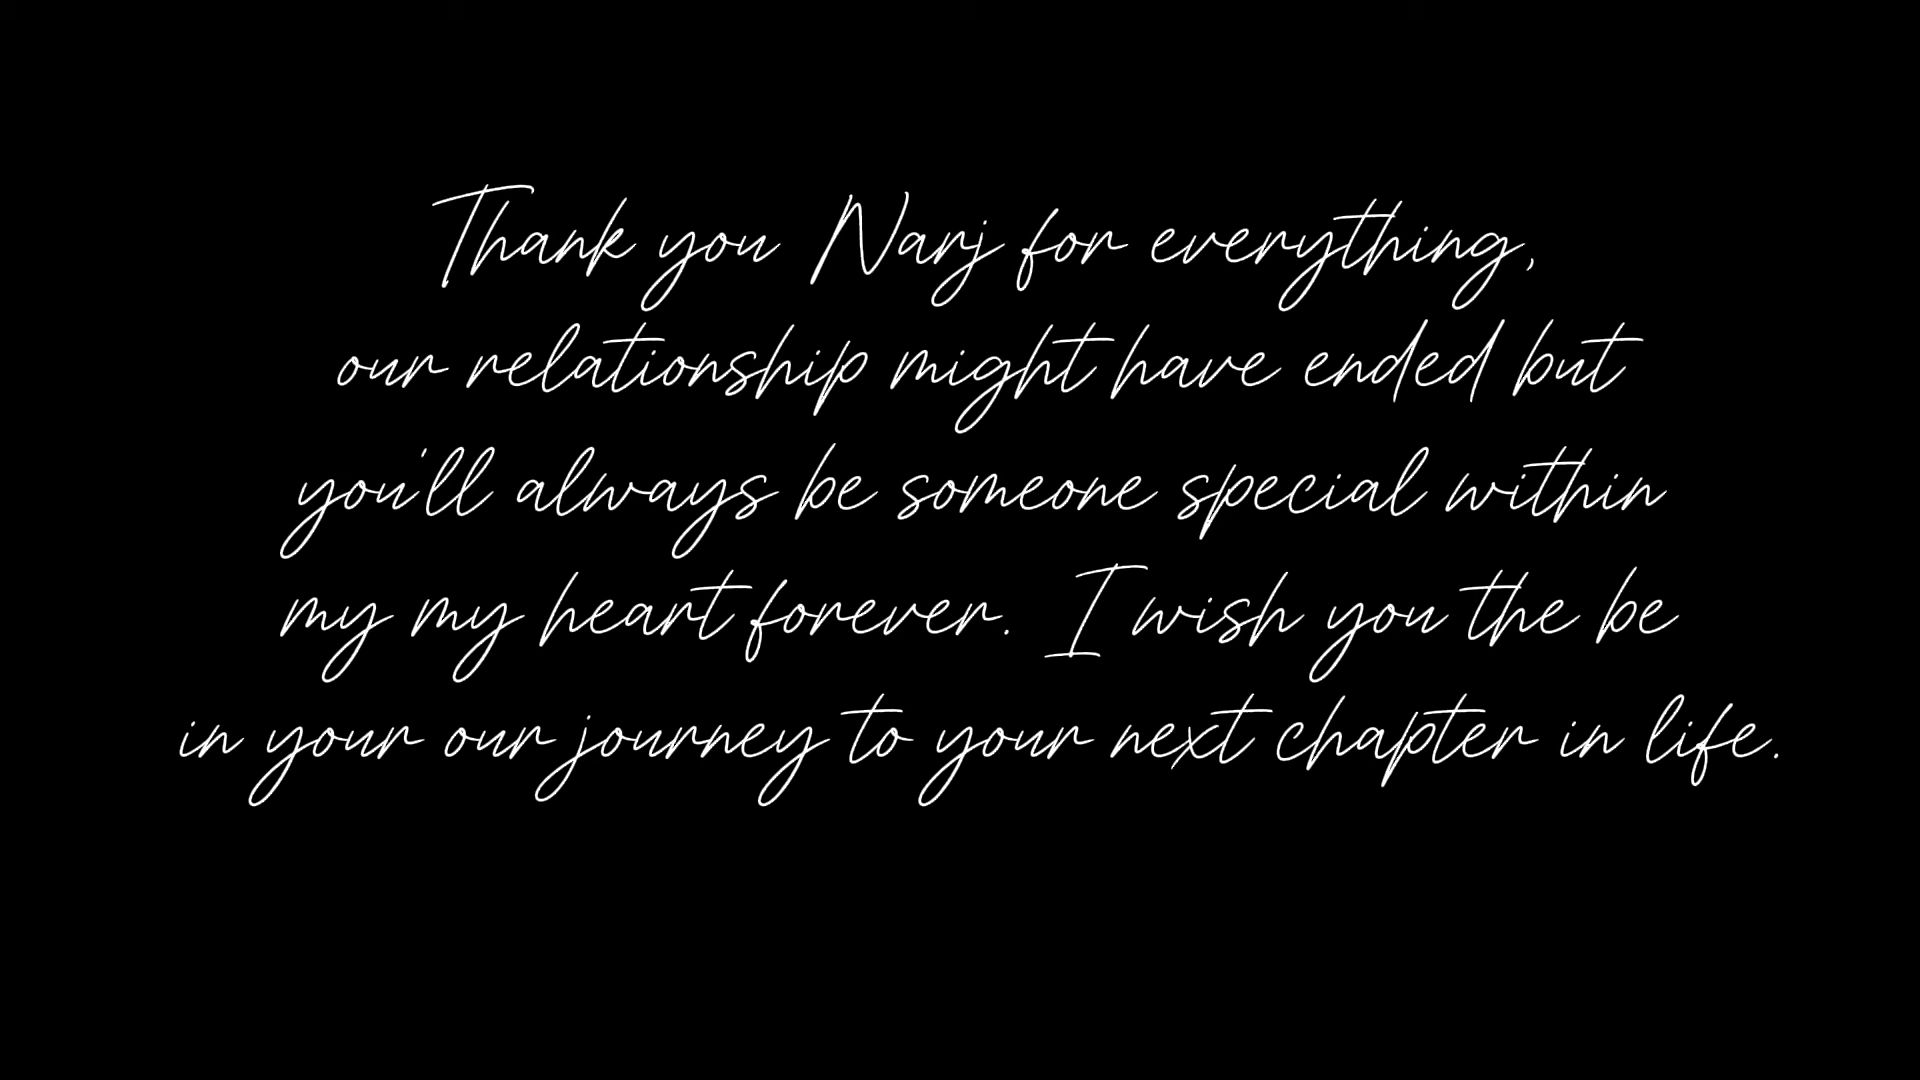 Thank you Narj for everything,
our relationship might have ended but
you'll always be someone special within
my my heart forever. I wish you the be
in your our journey to your next chapter in life.